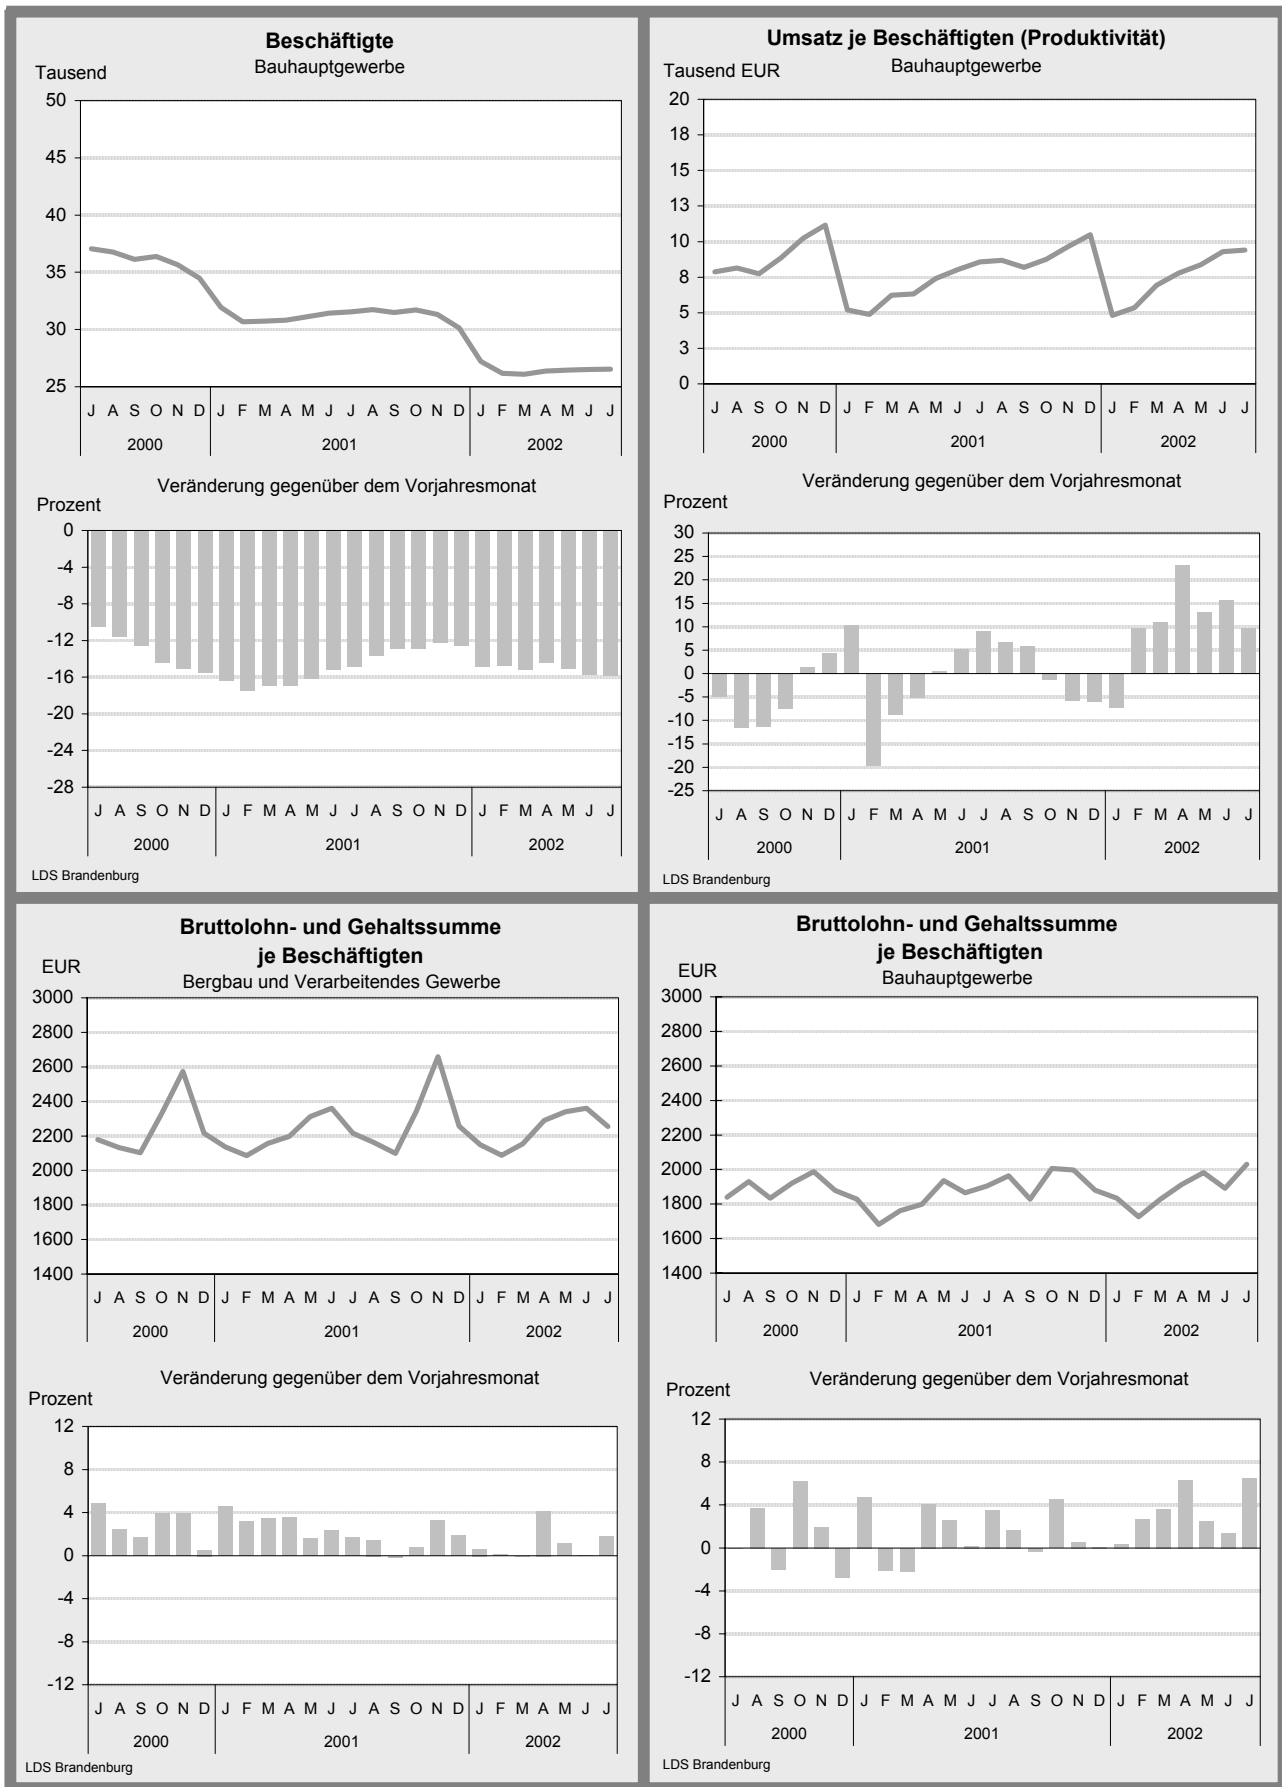 Beschäftigte
Bauhauptgewerbe
Tausend
50
45
40
35
30
25
J A S O N D J F M A M J J A S O N D J F M A M J J
2000 2001 2002
Veränderung gegenüber dem Vorjahresmonat
Prozent
0
-4
-8
-12
-16
-20
-24
-28
J A S O N D J F M A M J J A S O N D J F M A M J J
2000 2001 2002
LDS Brandenburg
Umsatz je Beschäftigten (Produktivität)
Bauhauptgewerbe
Tausend EUR
20
18
15
13
10
8
5
3
0
J A S O N D J F M A M J J A S O N D J F M A M J J
2000 2001 2002
Veränderung gegenüber dem Vorjahresmonat
Prozent
30
25
20
15
10
5
0
-5
-10
-15
-20
-25
J A S O N D J F M A M J J A S O N D J F M A M J J
2000 2001 2002
LDS Brandenburg
Bruttolohn- und Gehaltssumme
je Beschäftigten
Bergbau und Verarbeitendes Gewerbe
EUR
3000
2800
2600
2400
2200
2000
1800
1600
1400
J A S O N D J F M A M J J A S O N D J F M A M J J
2000 2001 2002
Veränderung gegenüber dem Vorjahresmonat
Prozent
12
8
4
0
-4
-8
-12
J A S O N D J F M A M J J A S O N D J F M A M J J
2000 2001 2002
LDS Brandenburg
Bruttolohn- und Gehaltssumme
je Beschäftigten
Bauhauptgewerbe
EUR
3000
2800
2600
2400
2200
2000
1800
1600
1400
J A S O N D J F M A M J J A S O N D J F M A M J J
2000 2001 2002
Veränderung gegenüber dem Vorjahresmonat
Prozent
12
8
4
0
-4
-8
-12
J A S O N D J F M A M J J A S O N D J F M A M J J
2000 2001 2002
LDS Brandenburg